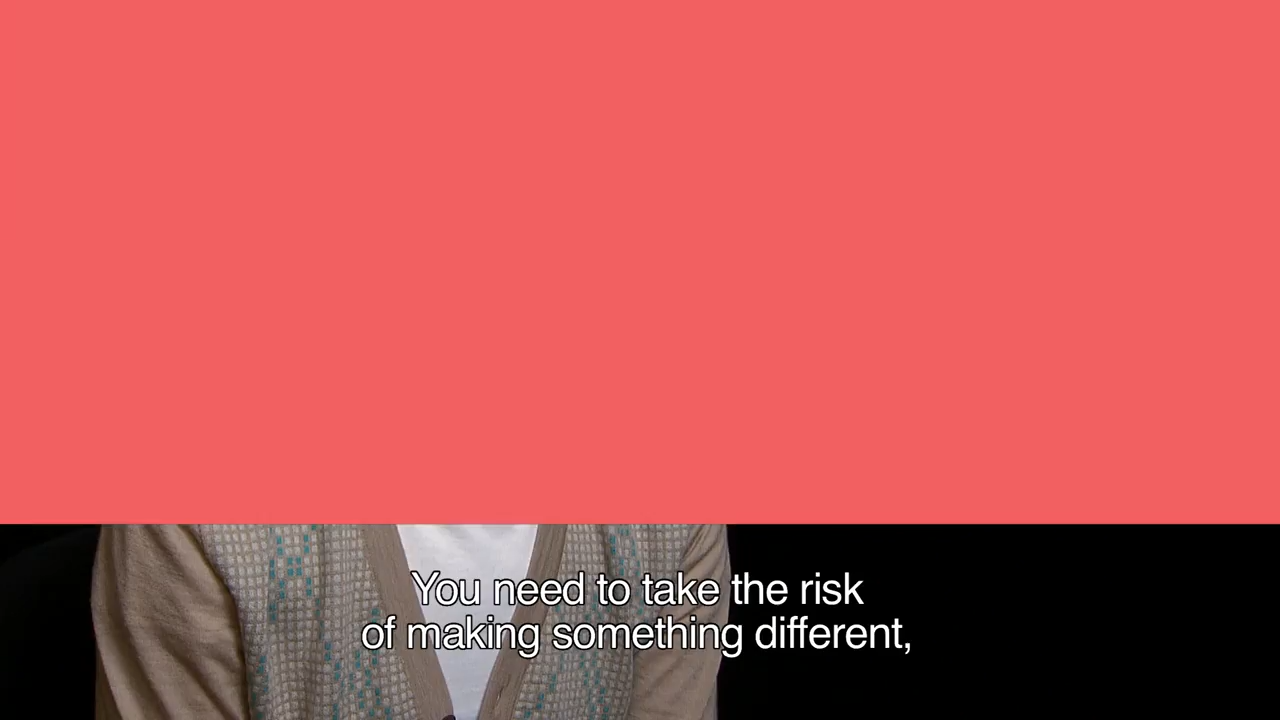 You need to take the risk
of making something different,